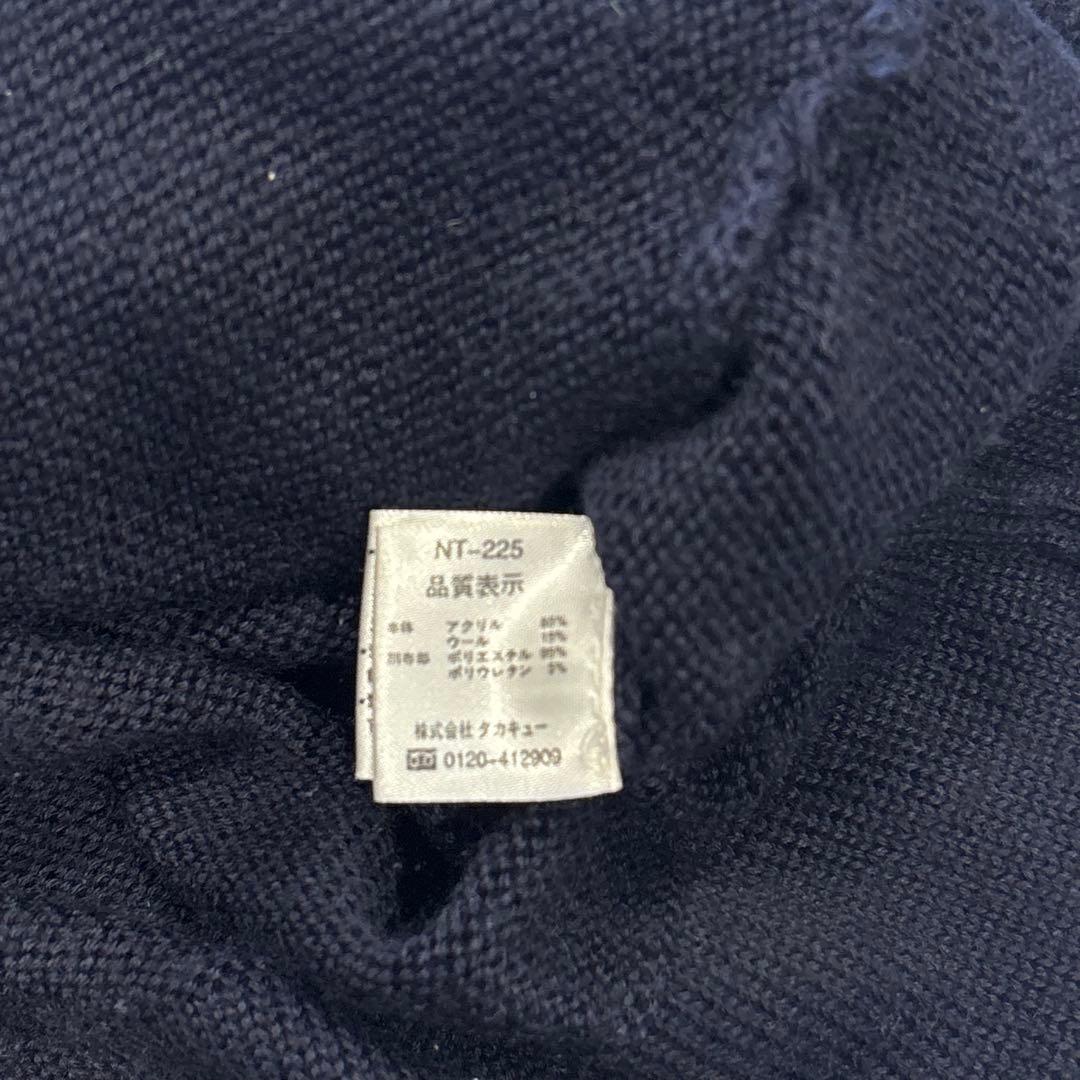 NT-225
品質表示
本体 アクリル 85%
ウール 15%
別布部 ポリエステル 95%
ポリウレタン 5%
株式会社 タカキュー
0120-412909